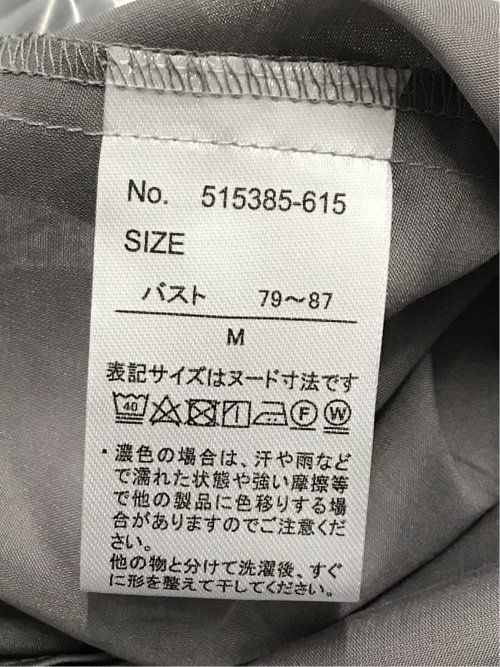 No. 515385-615
SIZE
バスト 79～87
M
表記サイズはヌード寸法です
40 F W
・濃色の場合は、汗や雨など
で濡れた状態や強い摩擦等
で他の製品に色移りする場
合がありますのでご注意くだ
さい。
他の物と分けて洗濯後、すぐ
に形を整えて干してください。